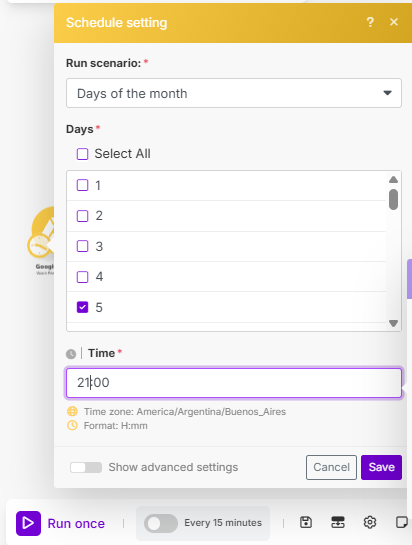 Schedule setting ? ×
Run scenario: *
Days of the month
Days *
Select All
1
2
3
4
5
Googl
Time *
21:00
Time zone: America/Argentina/Buenos_Aires
Format: H:mm
Show advanced settings
Cancel
Save
Run once
Every 15 minutes